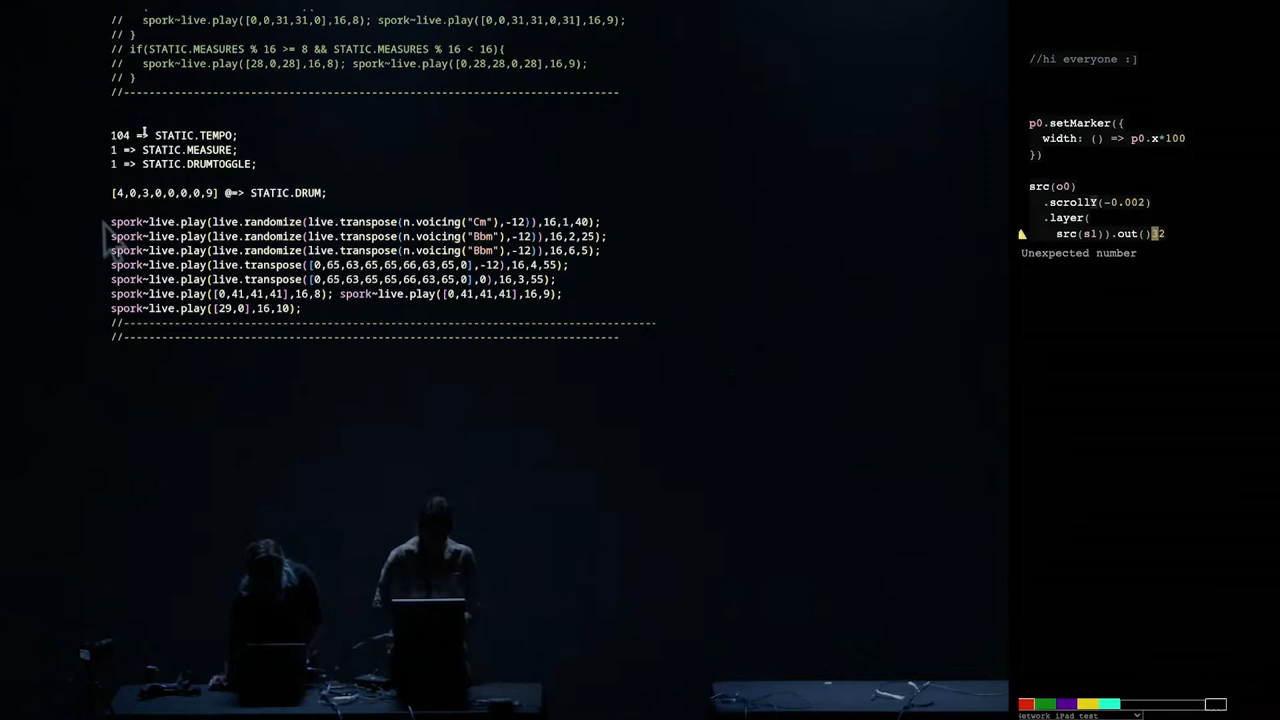 //   spork~live.play([0,0,31,31,0],16,8); spork~live.play([0,0,31,31,0,31],16,9);
// }
// if(STATIC.MEASURES % 16 >= 8 && STATIC.MEASURES % 16 < 16){
//   spork~live.play([28,0,28],16,8); spork~live.play([0,28,28,0,28],16,9);
// }
//-------------------------------------------------------------------------------
104 => STATIC.TEMPO;
1 => STATIC.MEASURE;
1 => STATIC.DRUMTOGGLE;
[4,0,3,0,0,0,0,9] @=> STATIC.DRUM;
spork~live.play(live.randomize(live.transpose(n.voicing("Cm"),-12)),16,1,40);
spork~live.play(live.randomize(live.transpose(n.voicing("Bbm"),-12)),16,2,25);
spork~live.play(live.randomize(live.transpose(n.voicing("Bbm"),-12)),16,6,5);
spork~live.play(live.transpose([0,65,63,65,65,66,63,65,0],-12),16,4,55);
spork~live.play(live.transpose([0,65,63,65,65,66,63,65,0],0),16,3,55);
spork~live.play([0,41,41,41],16,8); spork~live.play([0,41,41,41],16,9);
spork~live.play([29,0],16,10);
//-------------------------------------------------------------------------------------
//-------------------------------------------------------------------------------
//hi everyone :]
p0.setMarker({
  width: () => p0.x*100
})
src(o0)
  .scrollY(-0.002)
  .layer(
    src(s1)).out()32
Unexpected number
Network iPad test